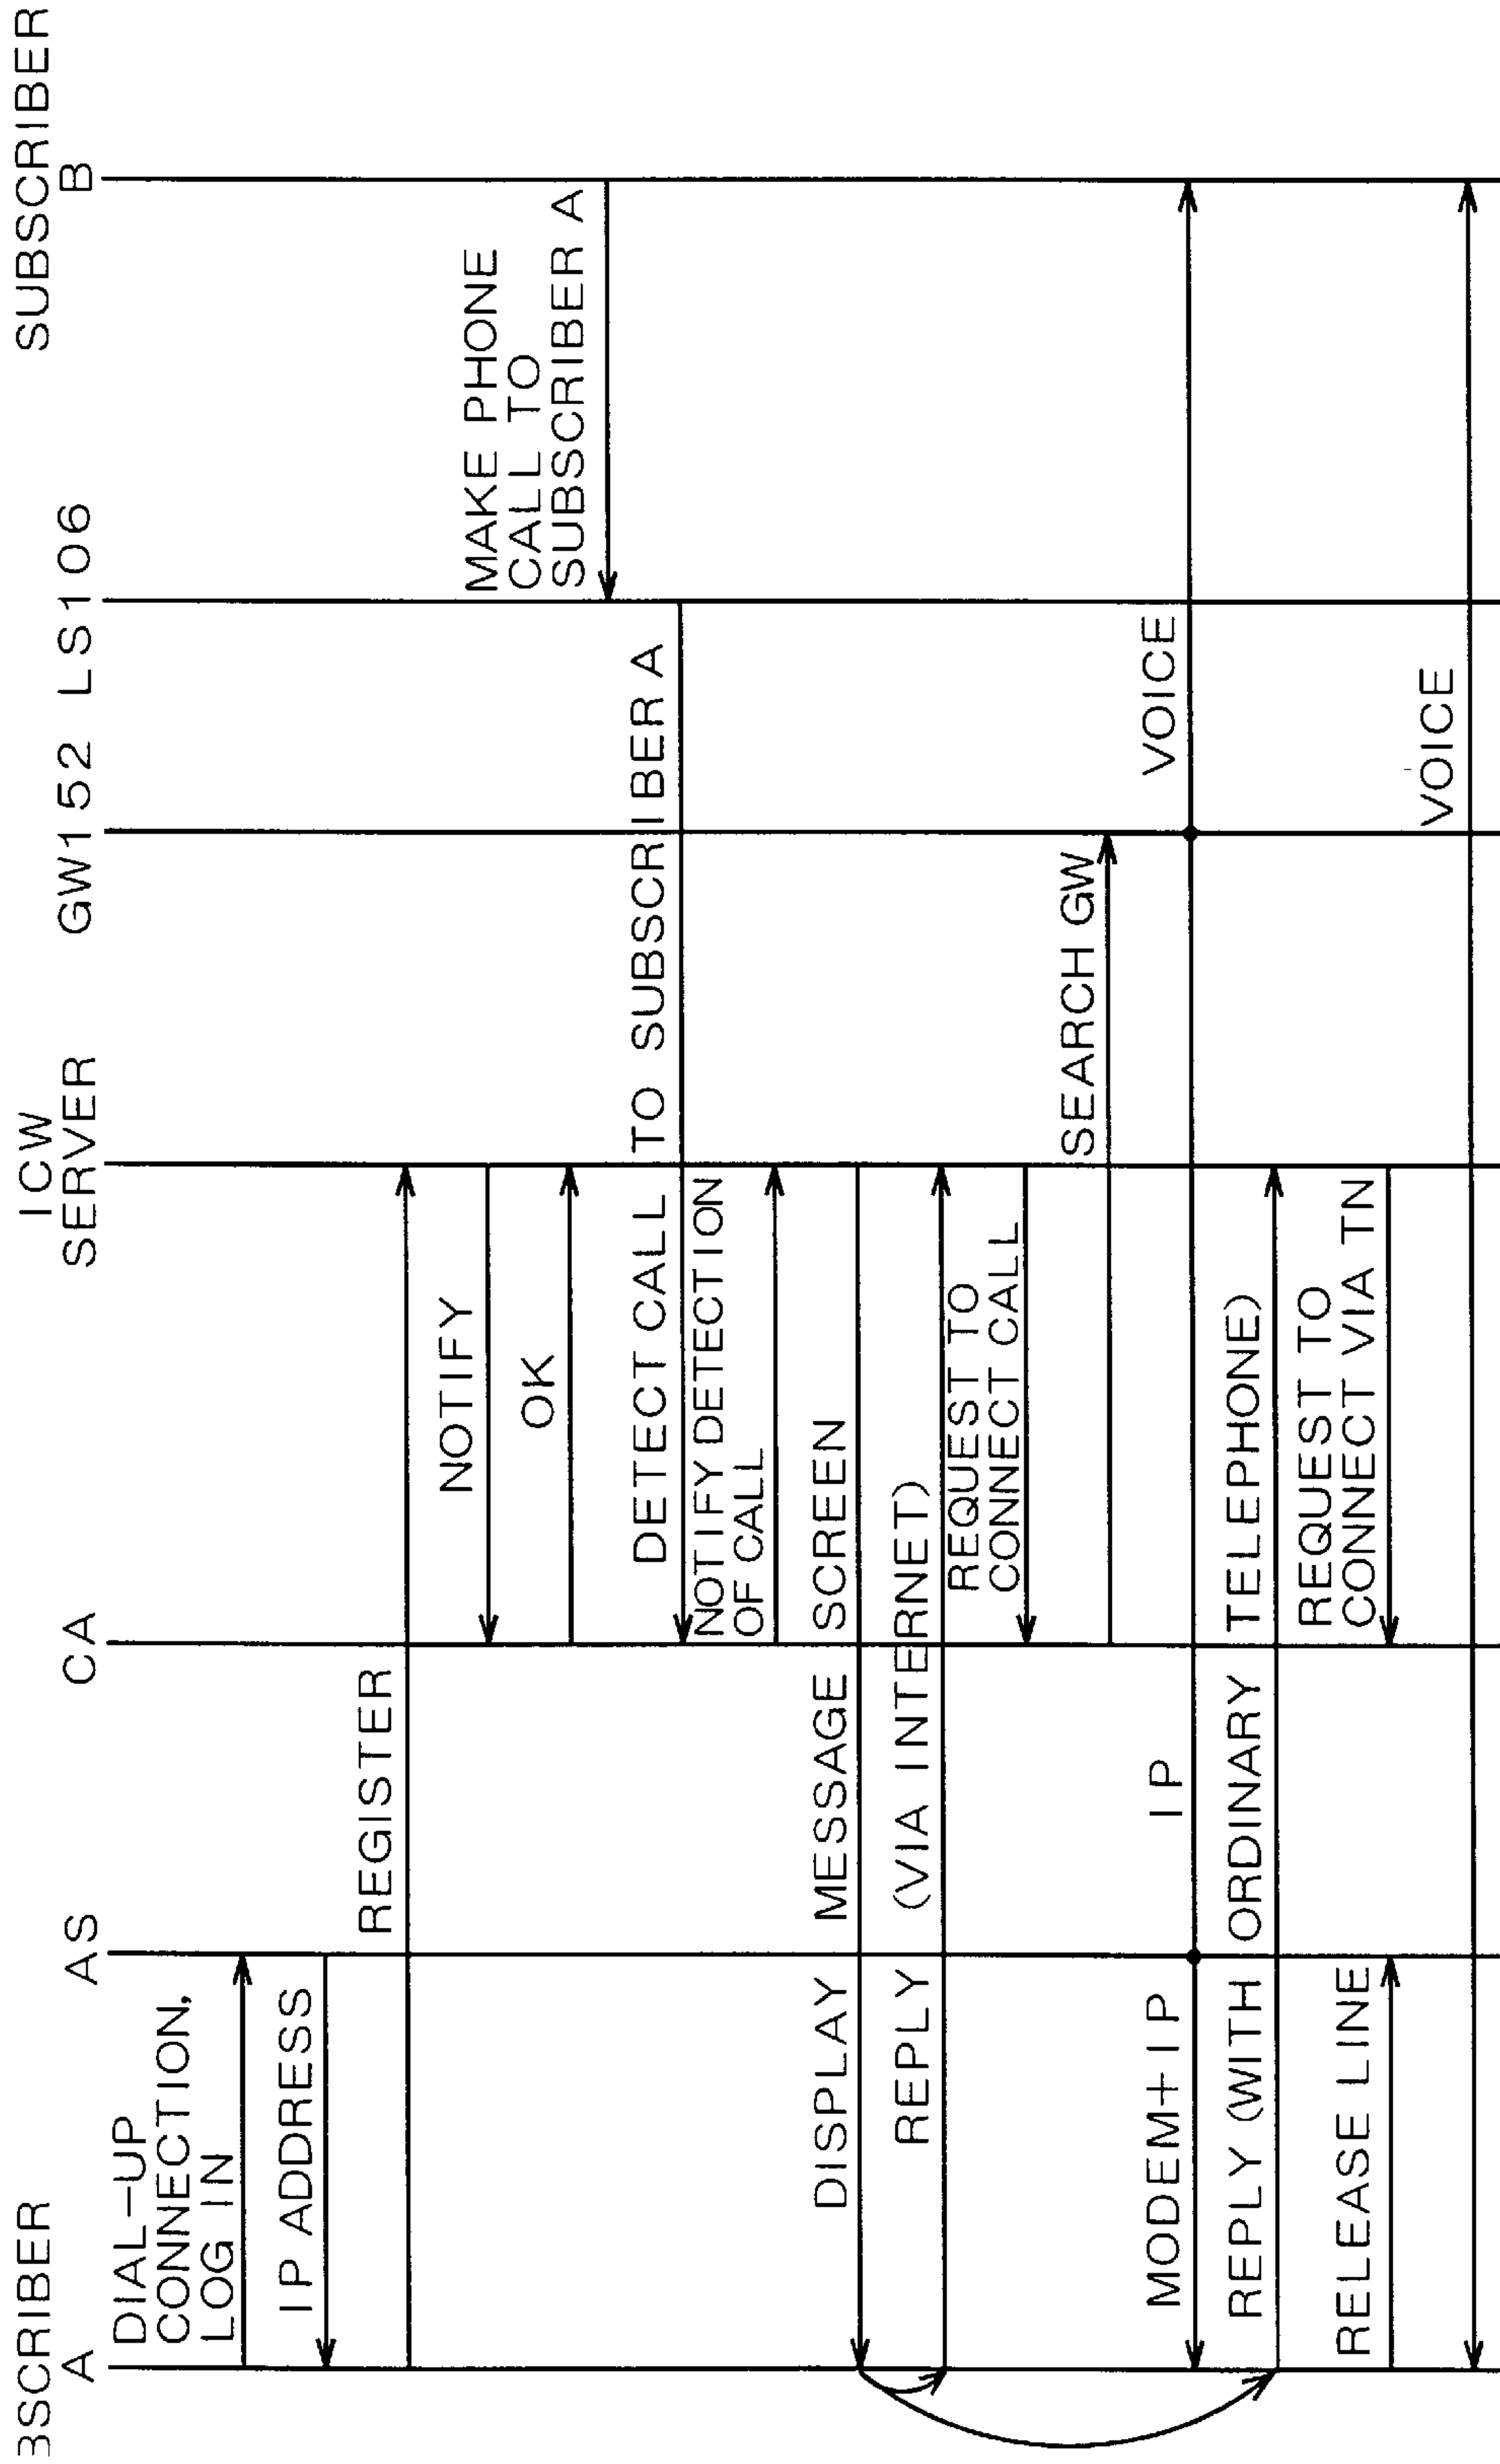 BSCRIBER
A
AS
CA
ICW
SERVER
GW152
LS106
SUBSCRIBER
B
DIAL-UP
CONNECTION,
LOG IN
IP ADDRESS
REGISTER
NOTIFY
OK
MAKE PHONE
CALL TO
SUBSCRIBER A
DETECT CALL TO SUBSCRIBER A
NOTIFY DETECTION
OF CALL
DISPLAY MESSAGE SCREEN
REPLY (VIA INTERNET)
REQUEST TO
CONNECT CALL
SEARCH GW
MODEM+IP
IP
VOICE
REPLY (WITH ORDINARY TELEPHONE)
RELEASE LINE
REQUEST TO
CONNECT VIA TN
VOICE